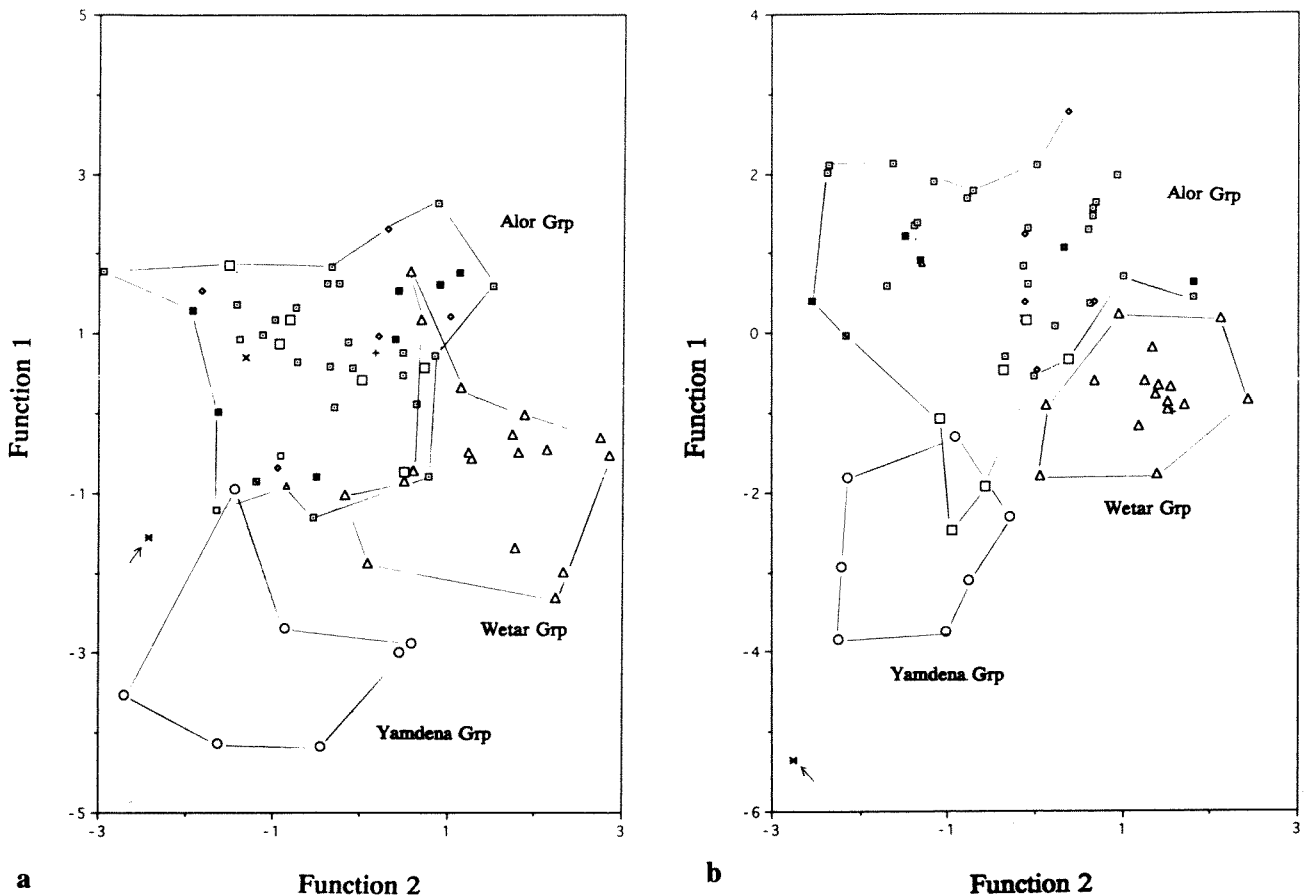 5
3
1
-1
-3
-5
-3
-1
1
3
Function 1
Function 2
Alor Grp
Wetar Grp
Yamdena Grp
a
4
2
0
-2
-4
-6
-3
-1
1
3
Function 1
Function 2
Alor Grp
Wetar Grp
Yamdena Grp
b